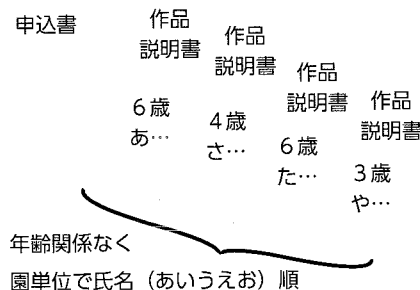 申込書
作品
説明書
6歳
あ…
作品
説明書
4歳
さ…
作品
説明書
6歳
た…
作品
説明書
3歳
や…
年齢関係なく
園単位で氏名（あいうえお）順